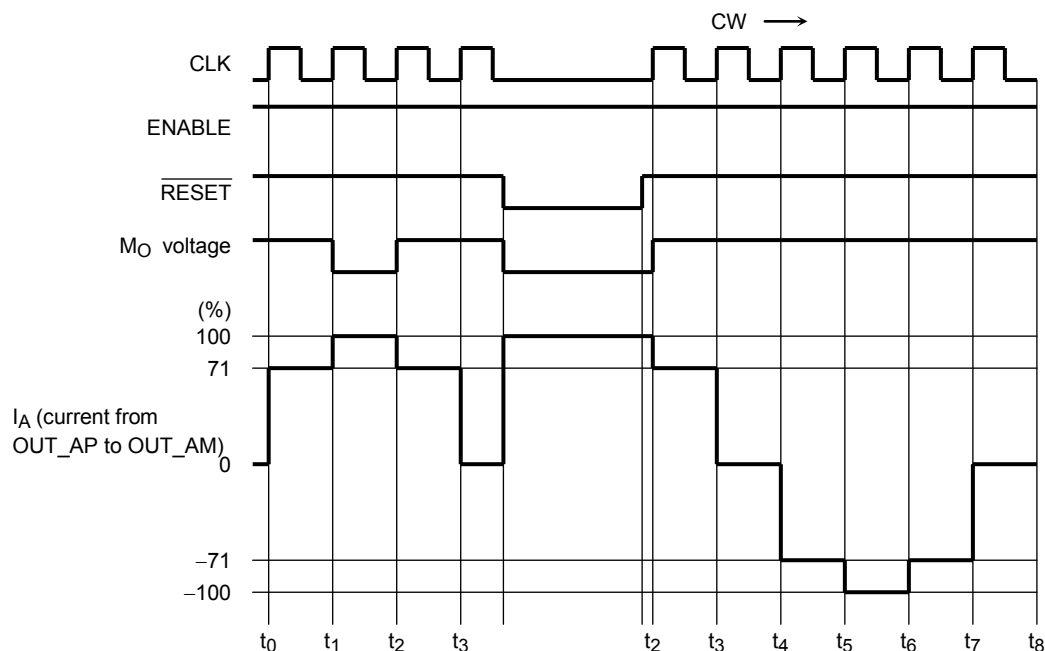 CW →
CLK
ENABLE
RESET
MO voltage
(%)
100
71
IA (current from
OUT_AP to OUT_AM)
0
−71
−100
t0 t1 t2 t3 t2 t3 t4 t5 t6 t7 t8